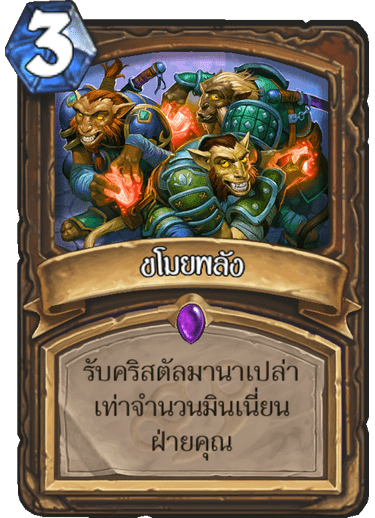 3
ขโมยพลัง
รับคริสตัลมานาเปล่า
เท่าจำนวนมินเนี่ยน
ฝ่ายคุณ